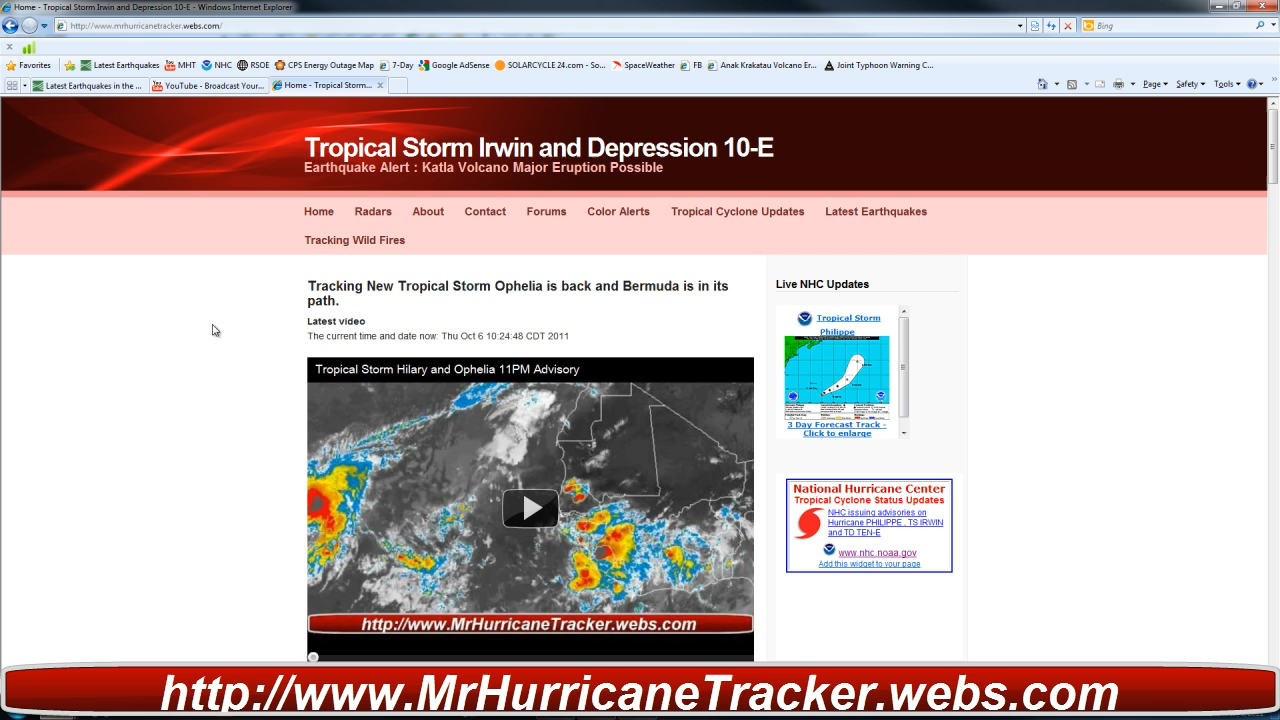 Home - Tropical Storm Irwin and Depression 10-E - Windows Internet Explorer
http://www.mrhurricanetracker.webs.com/
Bing
Favorites
Latest Earthquakes
MHT
NHC
RSOE
CPS Energy Outage Map
7-Day
Google AdSense
SOLARCYCLE 24.com - So...
SpaceWeather
FB
Anak Krakatau Volcano Er...
Joint Typhoon Warning C...
Latest Earthquakes in the ...
YouTube - Broadcast Your...
Home - Tropical Storm...
Page
Safety
Tools
Tropical Storm Irwin and Depression 10-E
Earthquake Alert : Katla Volcano Major Eruption Possible
Home Radars About Contact Forums Color Alerts Tropical Cyclone Updates Latest Earthquakes
Tracking Wild Fires
Tracking New Tropical Storm Ophelia is back and Bermuda is in its
path.
Latest video
The current time and date now: Thu Oct 6 10:24:48 CDT 2011
Tropical Storm Hilary and Ophelia 11PM Advisory
http://www.MrHurricaneTracker.webs.com
Live NHC Updates
Tropical Storm
Philippe
3 Day Forecast Track -
Click to enlarge
National Hurricane Center
Tropical Cyclone Status Updates
NHC issuing advisories on
Hurricane PHILIPPE , TS IRWIN
and TD TEN-E
www.nhc.noaa.gov
Add this widget to your page
http://www.MrHurricaneTracker.webs.com